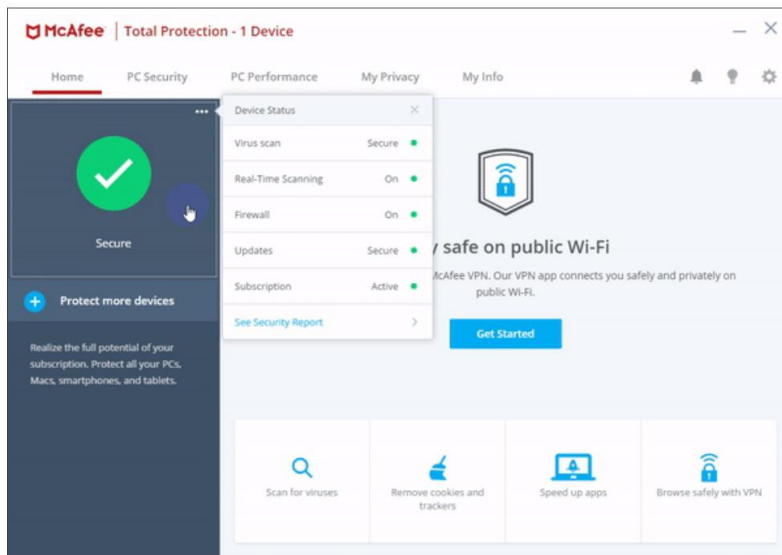 McAfee | Total Protection - 1 Device
Home PC Security PC Performance My Privacy My Info
Device Status
Virus scan Secure
Real-Time Scanning On
Firewall On
Updates Secure
Subscription Active
See Security Report
Secure
Protect more devices
Realize the full potential of your
subscription. Protect all your PCs,
Macs, smartphones, and tablets.
safe on public Wi-Fi
McAfee VPN. Our VPN app connects you safely and privately on
public Wi-Fi.
Get Started
Scan for viruses
Remove cookies and
trackers
Speed up apps
Browse safely with VPN